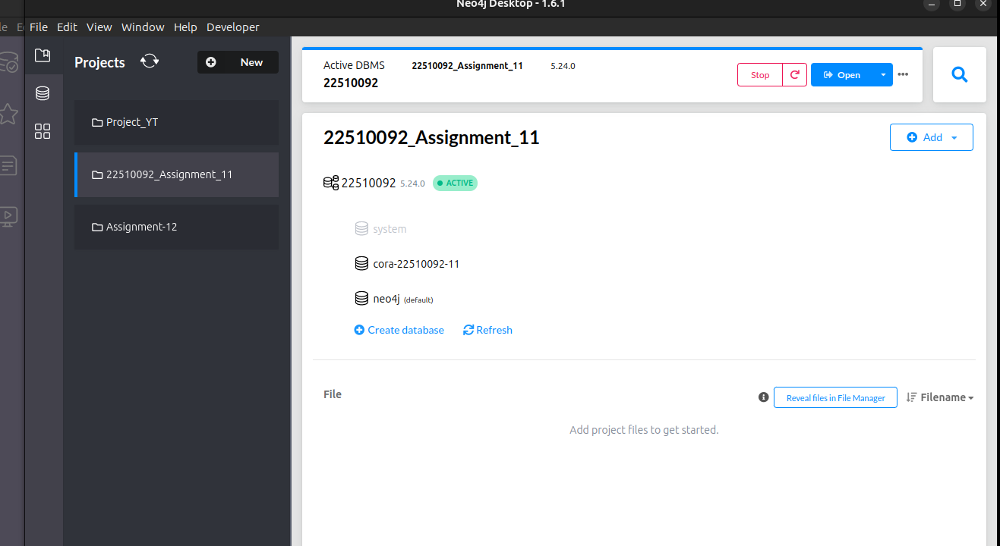 Neo4j Desktop - 1.6.1
File Edit View Window Help Developer
Projects
New
Project_YT
22510092_Assignment_11
Assignment-12
Active DBMS
22510092
22510092_Assignment_11
5.24.0
Stop
Open
22510092_Assignment_11
Add
22510092 5.24.0 ACTIVE
system
cora-22510092-11
neo4j (default)
Create database Refresh
File
Reveal files in File Manager
Filename
Add project files to get started.